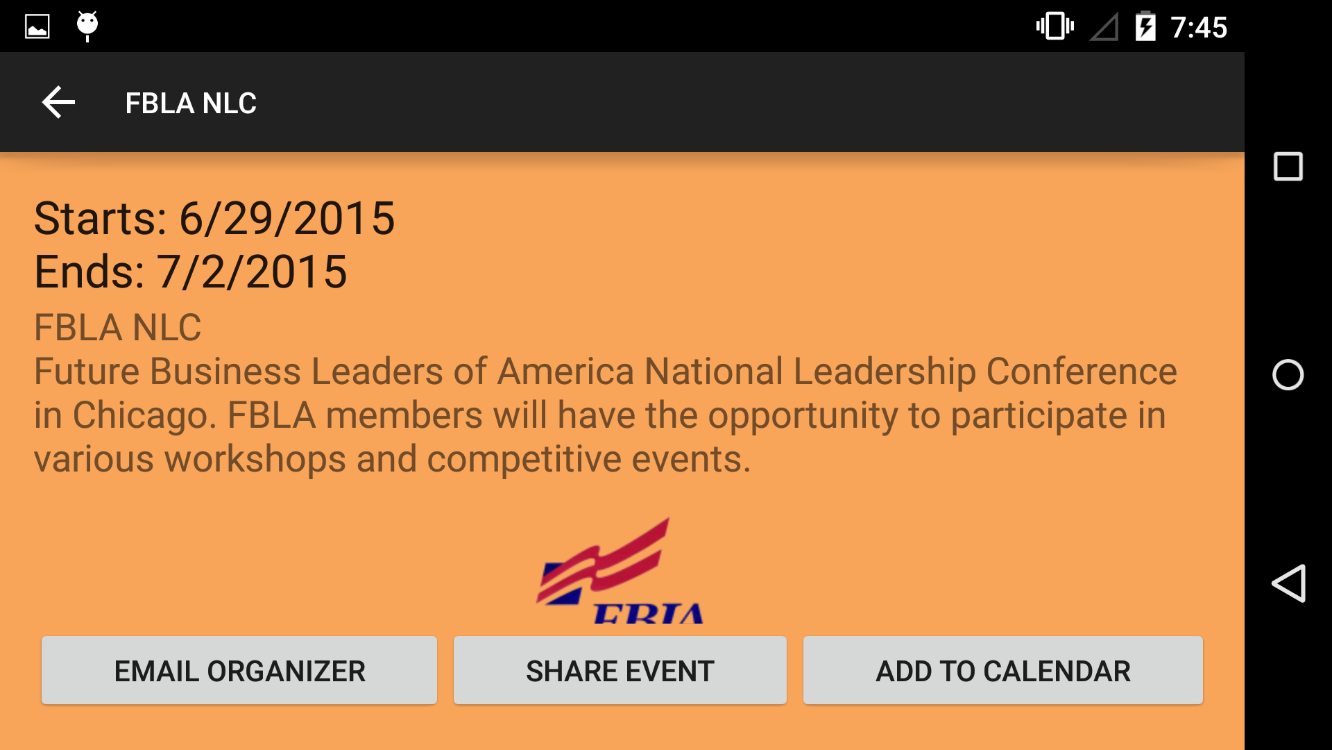 7:45
FBLA NLC
Starts: 6/29/2015
Ends: 7/2/2015
FBLA NLC
Future Business Leaders of America National Leadership Conference
in Chicago. FBLA members will have the opportunity to participate in
various workshops and competitive events.
FBLA
EMAIL ORGANIZER
SHARE EVENT
ADD TO CALENDAR